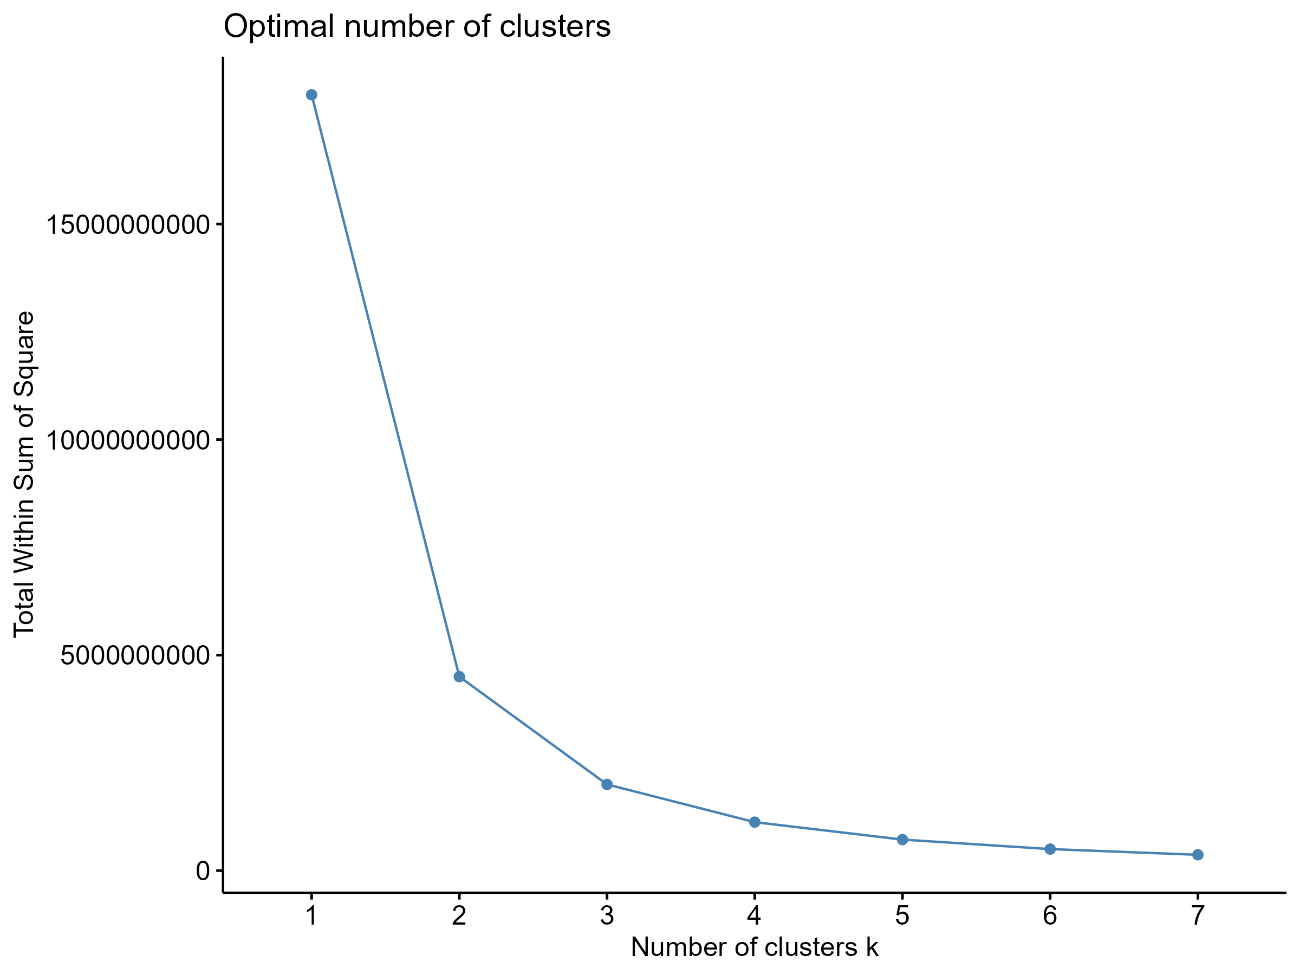 Optimal number of clusters
Total Within Sum of Square
15000000000
10000000000
5000000000
0
1 2 3 4 5 6 7
Number of clusters k